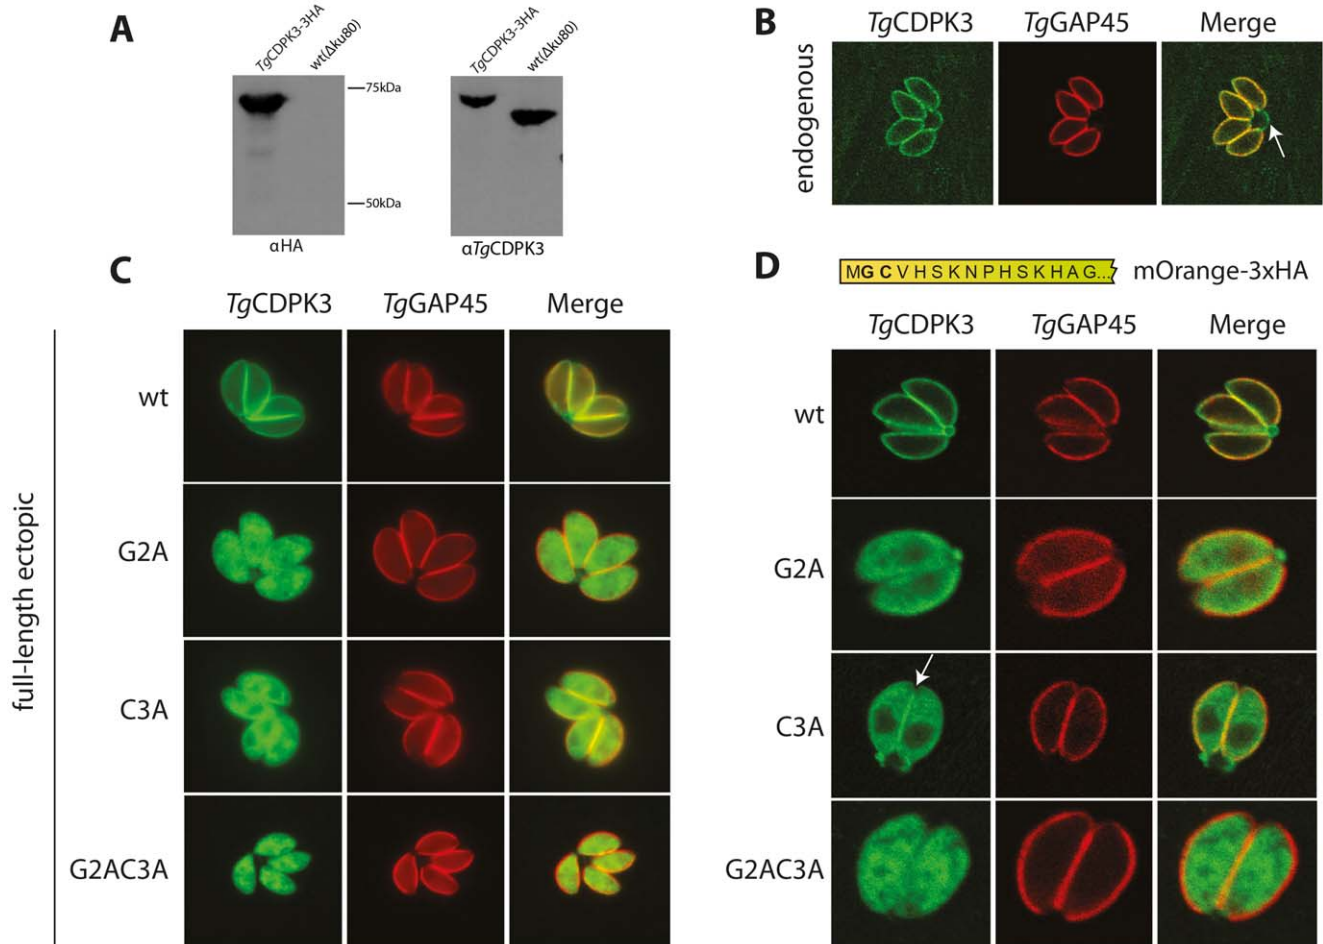 A
TgCDPK3-3HA
wt(Δku80)
75kDa
50kDa
αHA
TgCDPK3-3HA
wt(Δku80)
αTgCDPK3
B
TgCDPK3
TgGAP45
Merge
endogenous
C
TgCDPK3
TgGAP45
Merge
full-length ectopic
wt
G2A
C3A
G2AC3A
D
MGCVHSKNPHSKHAG...
mOrange-3xHA
TgCDPK3
TgGAP45
Merge
wt
G2A
C3A
G2AC3A